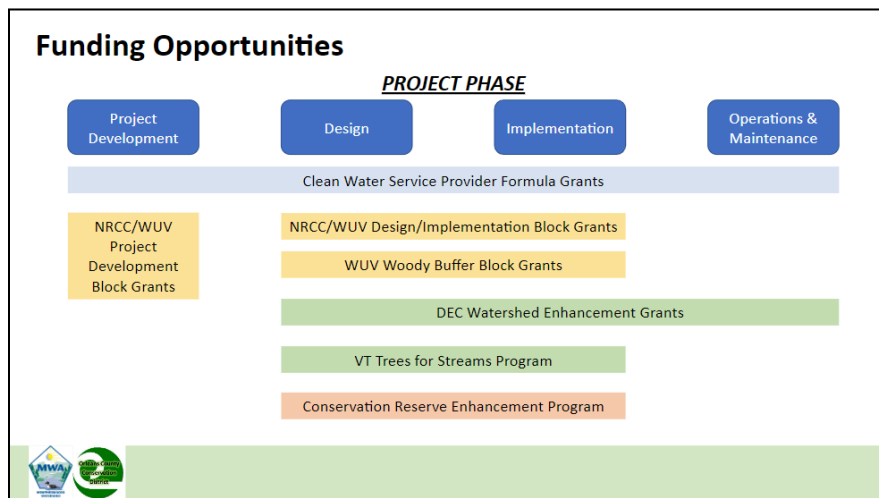 Funding Opportunities
PROJECT PHASE
Project
Development
Design
Implementation
Operations &
Maintenance
Clean Water Service Provider Formula Grants
NRCC/WUV
Project
Development
Block Grants
NRCC/WUV Design/Implementation Block Grants
WUV Woody Buffer Block Grants
DEC Watershed Enhancement Grants
VT Trees for Streams Program
Conservation Reserve Enhancement Program
MWA
Orleans County
Conservation
District